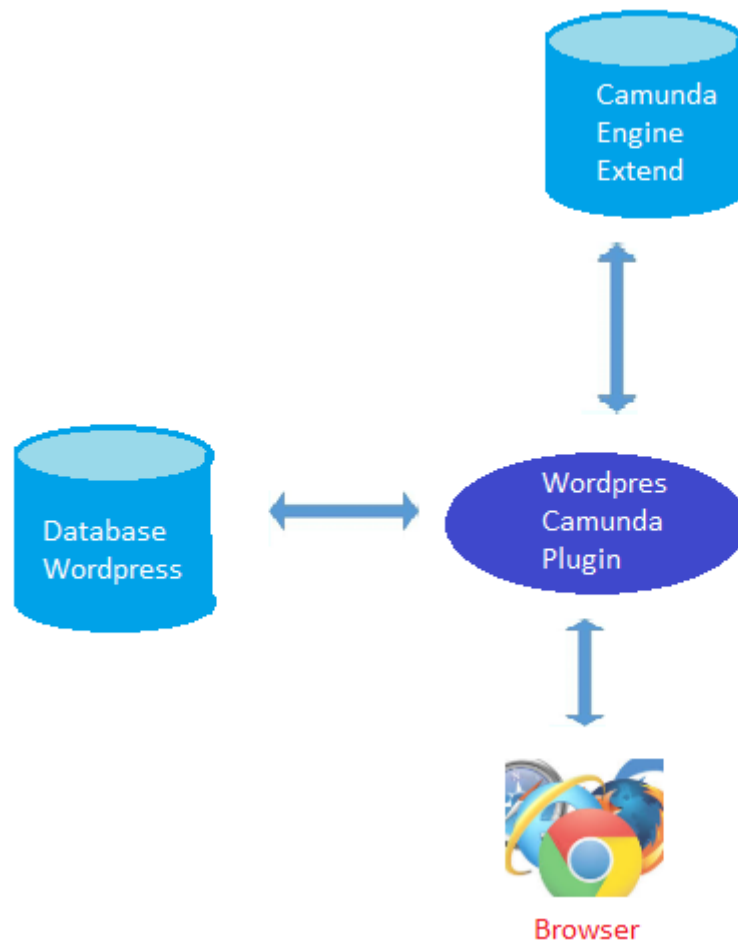 Camunda
Engine
Extend
Wordpres
Camunda
Plugin
Database
Wordpress
Browser